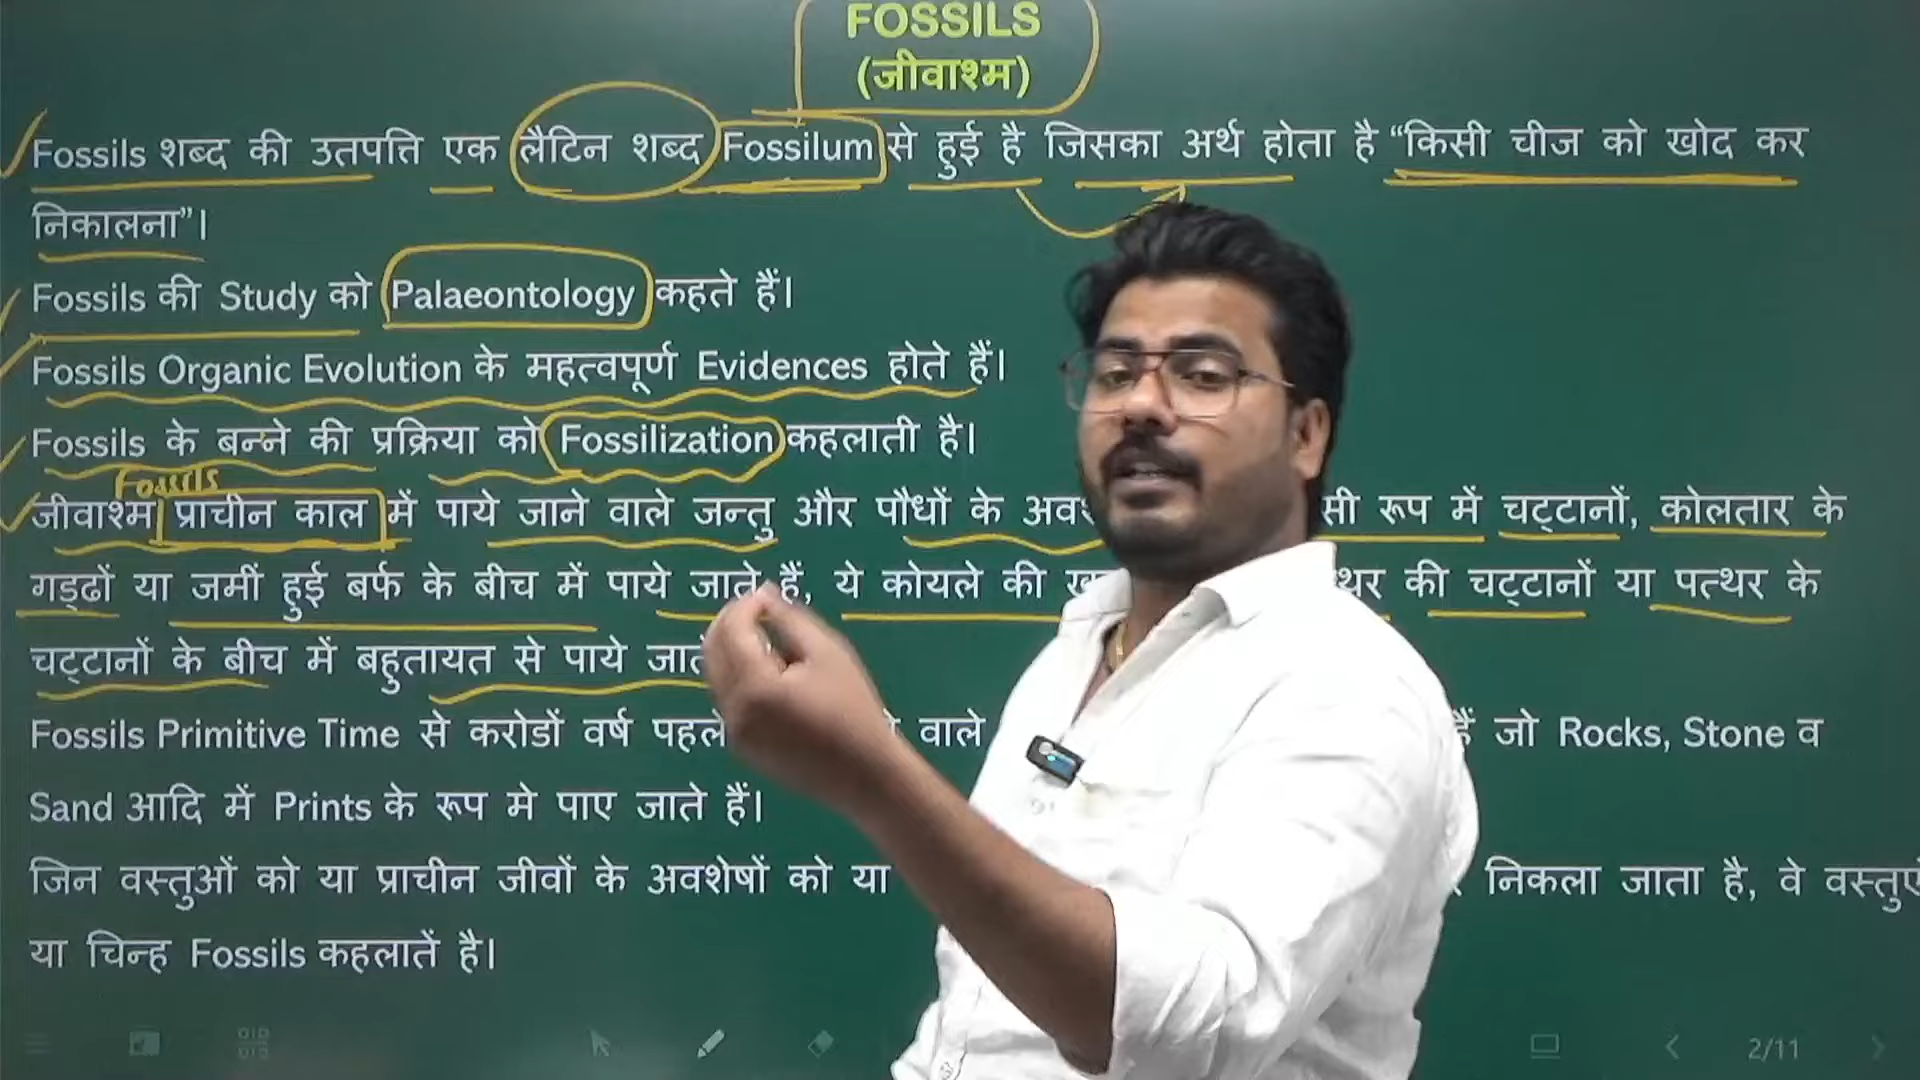 FOSSILS
(जीवाश्म)
Fossils शब्द की उतपत्ति एक लैटिन शब्द Fossilum से हुई है जिसका अर्थ होता है “किसी चीज को खोद कर
निकालना”।
Fossils की Study को Palaeontology कहते हैं।
Fossils Organic Evolution के महत्वपूर्ण Evidences होते हैं।
Fossils के बन्ने की प्रक्रिया को Fossilization कहलाती है।
Fossils
जीवाश्म प्राचीन काल में पाये जाने वाले जन्तु और पौधों के रूप में चट्टानों, कोलतार के
गड्ढों या जमीं हुई बर्फ के बीच में पाये जाते हैं, ये कोयले की की चट्टानों या पत्थर के
चट्टानों के बीच में बहुतायत से पाये
Fossils Primitive Time से करोडों वर्ष वाले जो Rocks, Stone व
Sand आदि में Prints के रूप मे पाए जाते हैं।
जिन वस्तुओं को या प्राचीन जीवों के अवशेषों को या निकला जाता है, वे वस्तुएं
या चिन्ह Fossils कहलातें है।
2/11